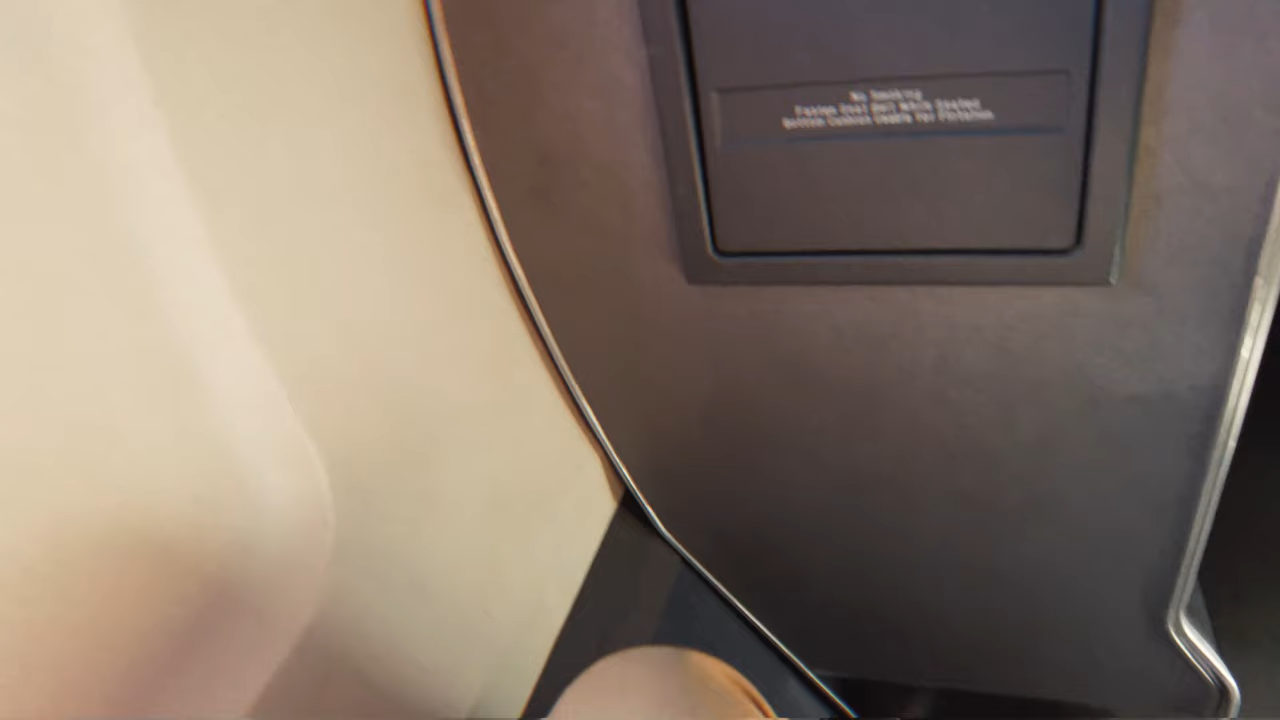 No Smoking
Fasten Seat Belt While Seated
Bottom Cushion Usable for Flotation